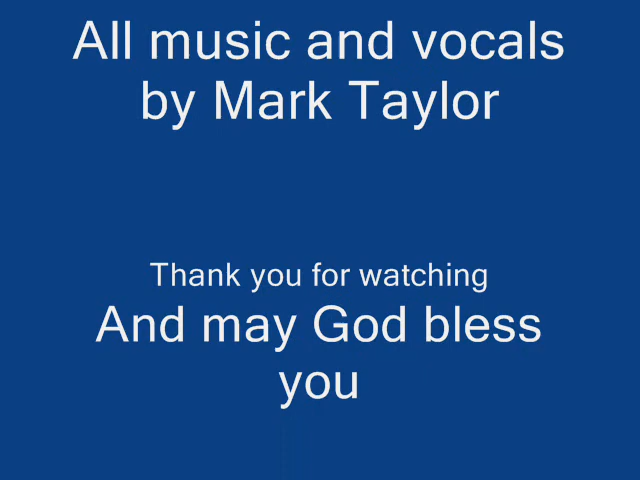 All music and vocals
by Mark Taylor
Thank you for watching
And may God bless
you